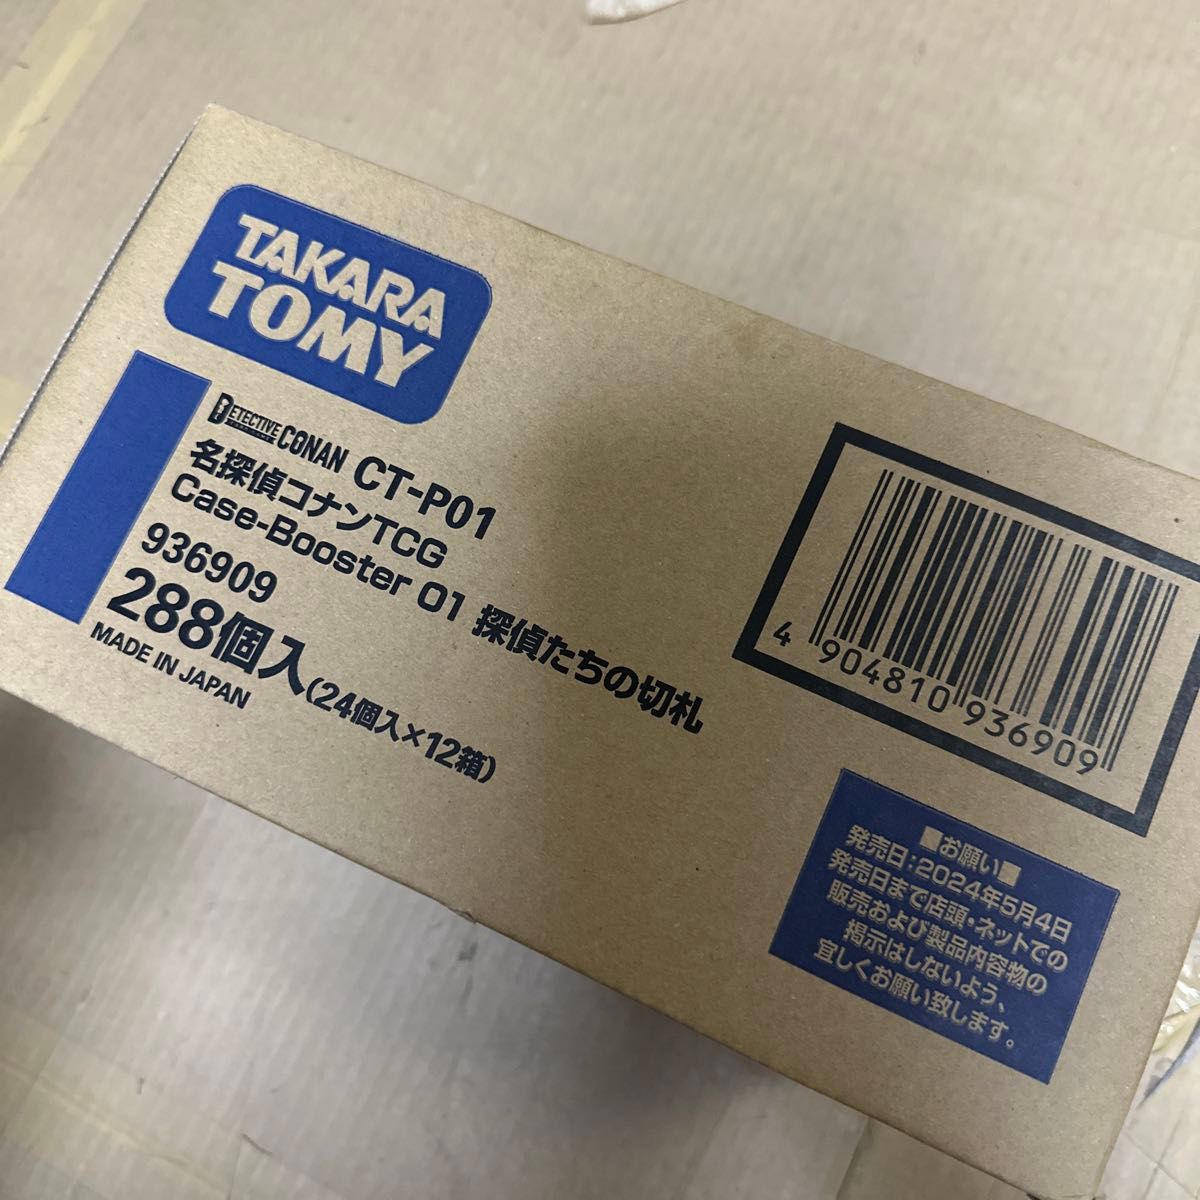 TAKARA
TOMY
DETECTIVE CONAN CT-P01
名探偵コナンTCG
Case-Booster 01 探偵たちの切札
936909
288個入(24個入×12箱)
MADE IN JAPAN
4 904810 936909
■お願い■
発売日:2024年5月4日
発売日まで店頭・ネットでの
販売および製品内容物の
掲示はしないよう、
宜しくお願い致します。